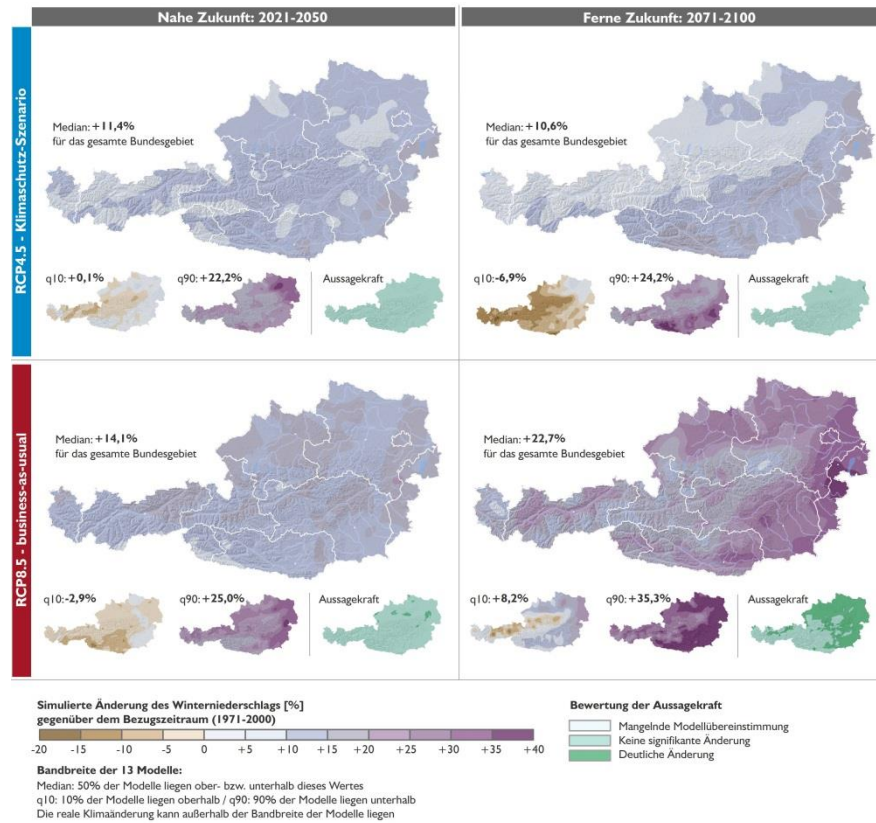 Nahe Zukunft: 2021-2050
Ferne Zukunft: 2071-2100
RCP4.5 - Klimaschutz-Szenario
Median: +11,4%
für das gesamte Bundesgebiet
q10: +0,1%
q90: +22,2%
Aussagekraft
Median: +10,6%
für das gesamte Bundesgebiet
q10: -6,9%
q90: +24,2%
Aussagekraft
RCP8.5 - business-as-usual
Median: +14,1%
für das gesamte Bundesgebiet
q10: -2,9%
q90: +25,0%
Aussagekraft
Median: +22,7%
für das gesamte Bundesgebiet
q10: +8,2%
q90: +35,3%
Aussagekraft
Simulierte Änderung des Winterniederschlags [%]
gegenüber dem Bezugszeitraum (1971-2000)
-20 -15 -10 -5 0 +5 +10 +15 +20 +25 +30 +35 +40
Bandbreite der 13 Modelle:
Median: 50% der Modelle liegen ober- bzw. unterhalb dieses Wertes
q10: 10% der Modelle liegen oberhalb / q90: 90% der Modelle liegen unterhalb
Die reale Klimaänderung kann außerhalb der Bandbreite der Modelle liegen
Bewertung der Aussagekraft
Mangelnde Modellübereinstimmung
Keine signifikante Änderung
Deutliche Änderung